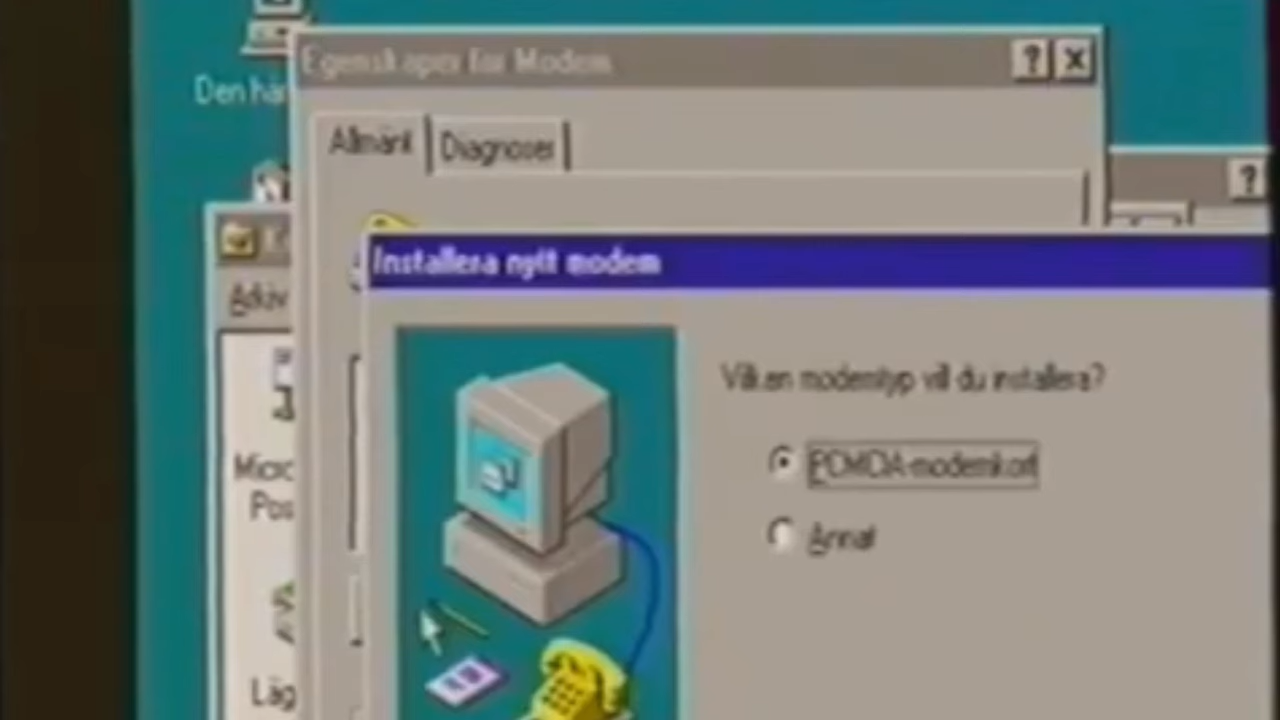 Egenskaper för Modem
Den här
Allmänt
Diagnoser
Installera nytt modem
Arkiv
Vilken modemtyp vill du installera?
PCMCIA-modemkort
Annat
Micro
Pos
Läg